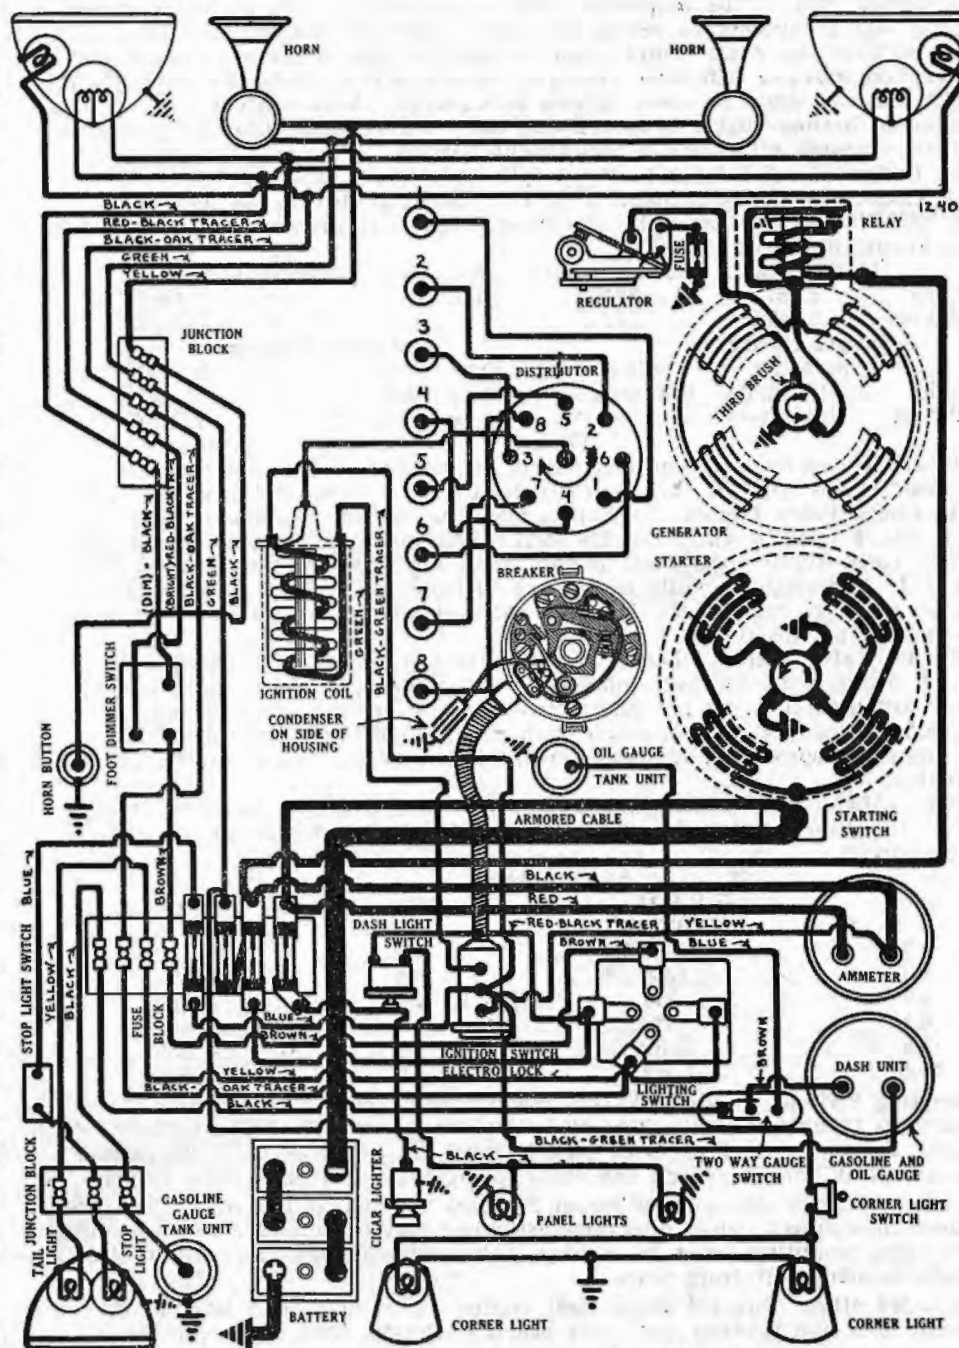 HORN
HORN
1240
BLACK
RED-BLACK TRACER
BLACK-OAK TRACER
GREEN
YELLOW
1
2
3
4
5
6
7
8
FUSE
REGULATOR
RELAY
JUNCTION
BLOCK
DISTRIBUTOR
8
5
2
3
1
6
7
4
1
THIRD BRUSH
GENERATOR
STARTER
BREAKER
(DIM)-BLACK
(BRIGHT) RED-BLACK TR.
BLACK-OAK TRACER
GREEN
BLACK
GREEN
BLACK-GREEN TRACER
IGNITION COIL
CONDENSER
ON SIDE OF
HOUSING
FOOT DIMMER SWITCH
HORN BUTTON
OIL GAUGE
TANK UNIT
ARMORED CABLE
STARTING
SWITCH
BLUE
BROWN
BLACK
RED
RED-BLACK TRACER
YELLOW
BROWN
BLUE
DASH LIGHT
SWITCH
AMMETER
STOP LIGHT SWITCH
YELLOW
BLACK
FUSE
BLOCK
BLUE
BROWN
IGNITION SWITCH
YELLOW
ELECTROLOCK
BLACK-OAK TRACER
BLACK
LIGHTING
SWITCH
BROWN
DASH UNIT
BLACK-GREEN TRACER
BLACK
TWO WAY GAUGE
SWITCH
GASOLINE AND
OIL GAUGE
TAIL JUNCTION BLOCK
TAIL
LIGHT
STOP
LIGHT
GASOLINE
GAUGE
TANK UNIT
CIGAR LIGHTER
PANEL LIGHTS
CORNER LIGHT
SWITCH
BATTERY
CORNER LIGHT
CORNER LIGHT